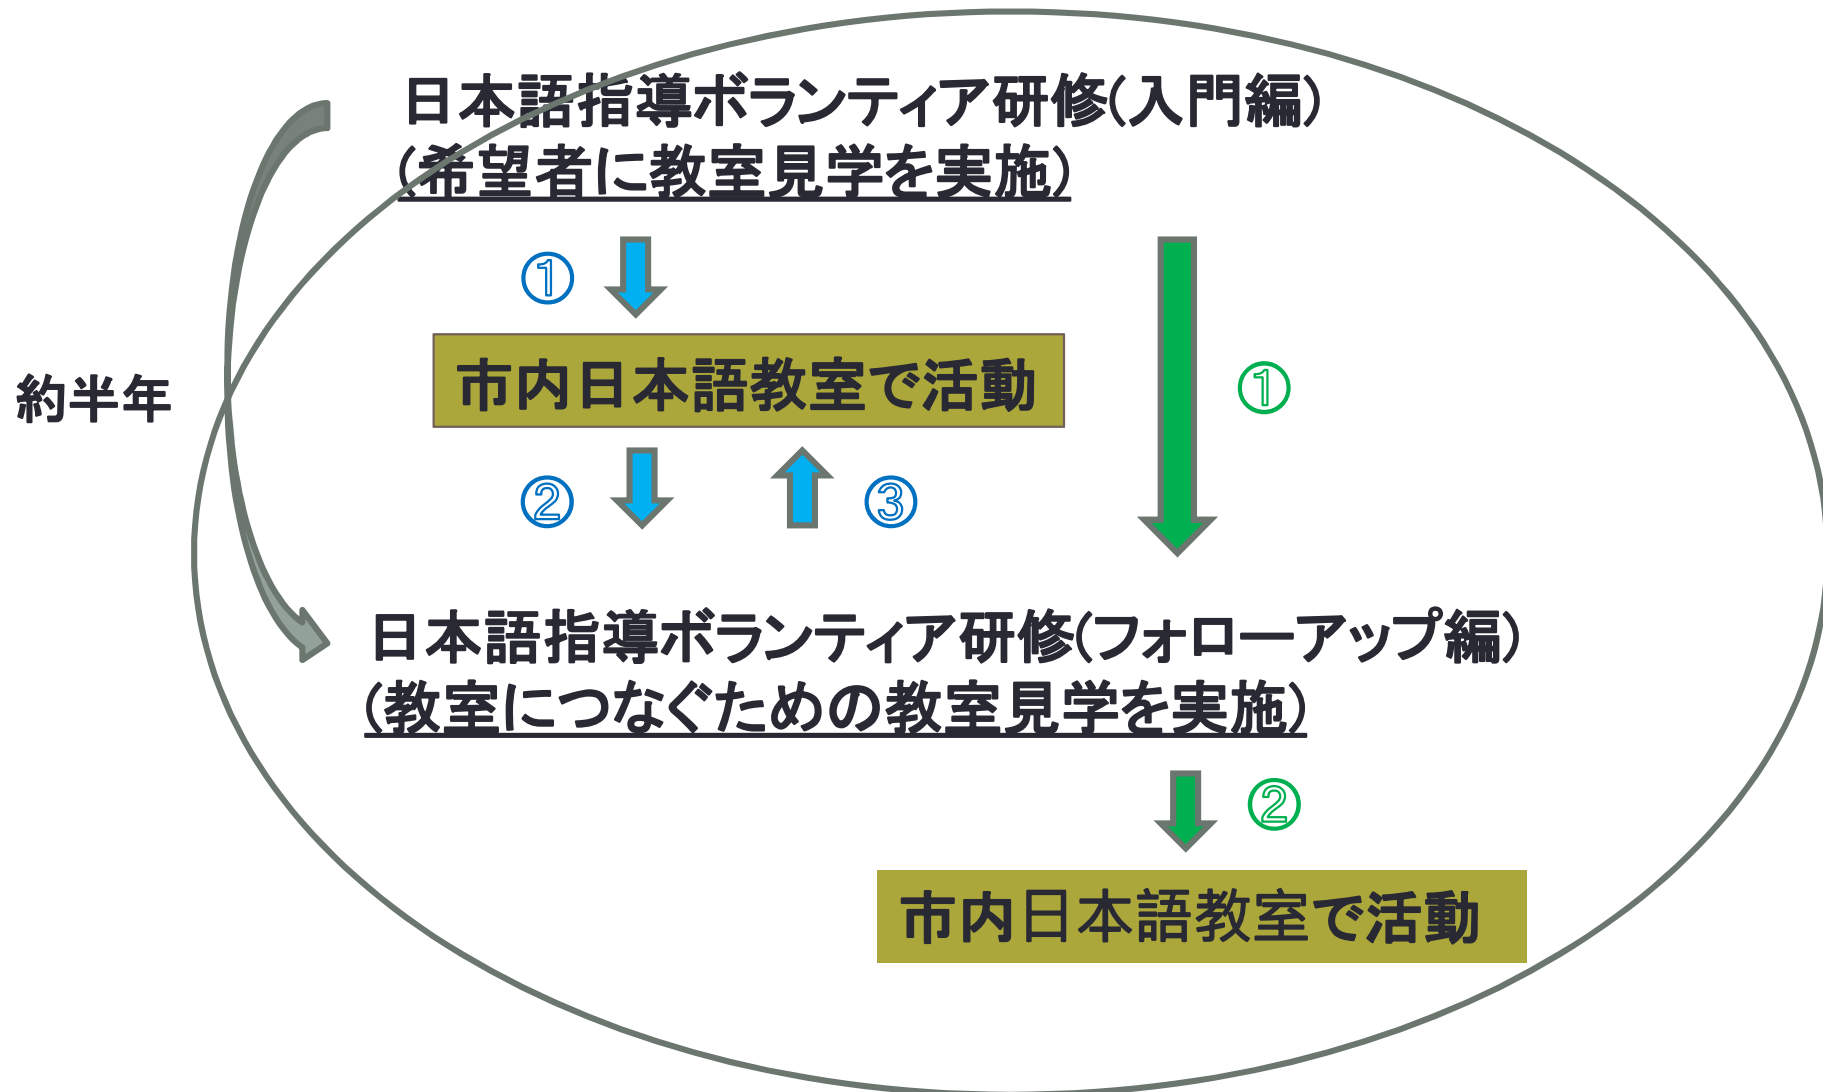 日本語指導ボランティア研修(入門編)
(希望者に教室見学を実施)
①
市内日本語教室で活動
①
約半年
②
③
日本語指導ボランティア研修(フォローアップ編)
(教室につなぐための教室見学を実施)
②
市内日本語教室で活動